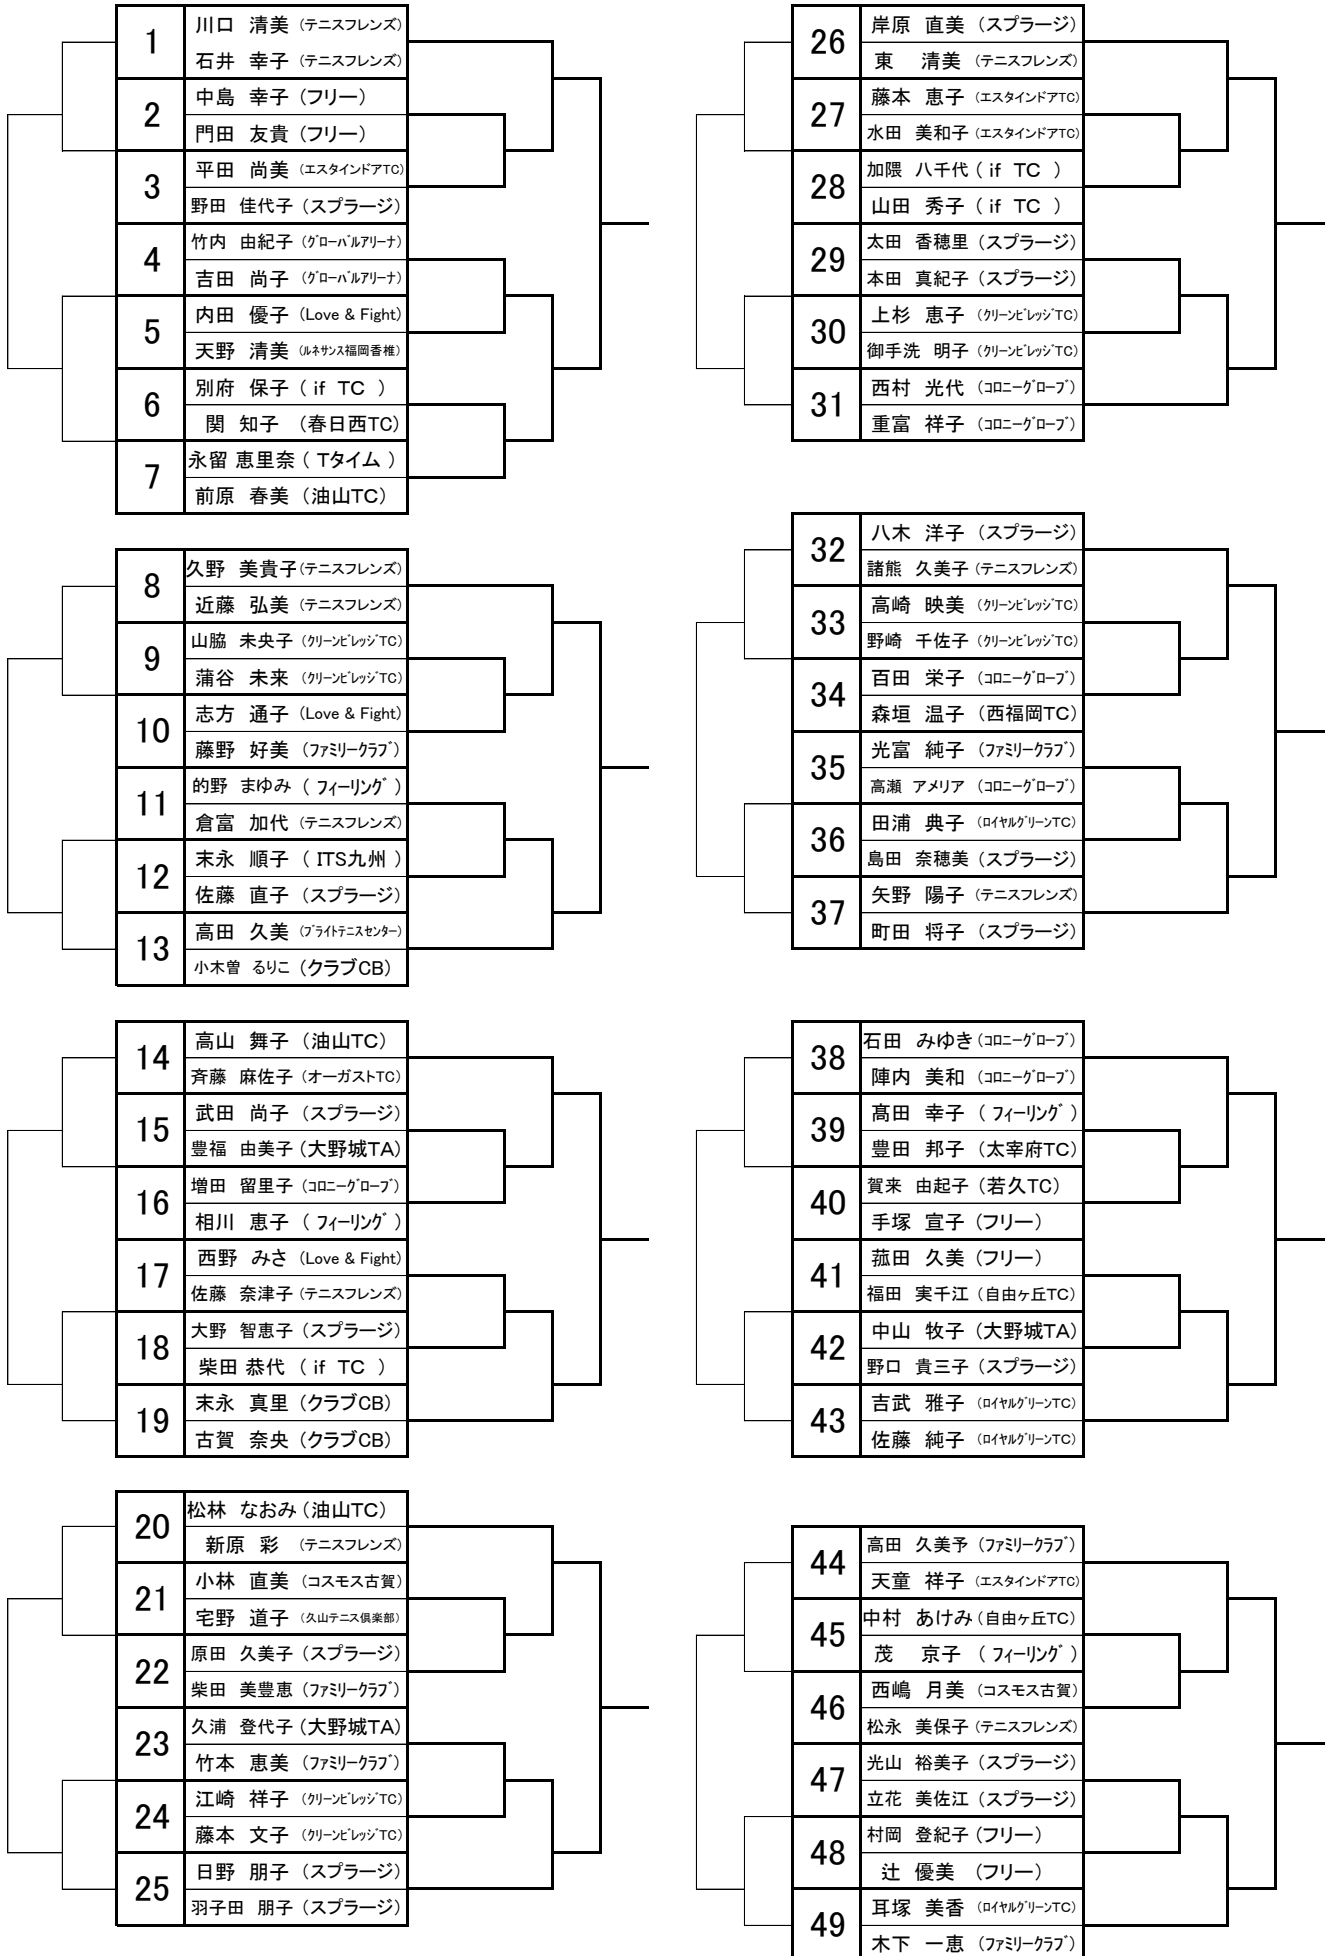 1
川口 清美 (テニスフレンズ)
石井 幸子 (テニスフレンズ)
2
中島 幸子 (フリー)
門田 友貴 (フリー)
3
平田 尚美 (エスタインドアTC)
野田 佳代子 (スプラージ)
4
竹内 由紀子 (グローバルアリーナ)
吉田 尚子 (グローバルアリーナ)
5
内田 優子 (Love & Fight)
天野 清美 (ルネサンス福岡香椎)
6
別府 保子 ( if TC )
関 知子 (春日西TC)
7
永留 恵里奈 ( Tタイム )
前原 春美 (油山TC)
8
久野 美貴子 (テニスフレンズ)
近藤 弘美 (テニスフレンズ)
9
山脇 未央子 (クリーンビレッジTC)
蒲谷 未来 (クリーンビレッジTC)
10
志方 通子 (Love & Fight)
藤野 好美 (ファミリークラブ)
11
的野 まゆみ ( フィーリング )
倉富 加代 (テニスフレンズ)
12
末永 順子 ( ITS九州 )
佐藤 直子 (スプラージ)
13
高田 久美 (ブライトテニスセンター)
小木曽 るりこ (クラブCB)
14
高山 舞子 (油山TC)
斉藤 麻佐子 (オーガストTC)
15
武田 尚子 (スプラージ)
豊福 由美子 (大野城TA)
16
増田 留里子 (コロニーグローブ)
相川 恵子 ( フィーリング )
17
西野 みさ (Love & Fight)
佐藤 奈津子 (テニスフレンズ)
18
大野 智恵子 (スプラージ)
柴田 恭代 ( if TC )
19
末永 真里 (クラブCB)
古賀 奈央 (クラブCB)
20
松林 なおみ (油山TC)
新原 彩 (テニスフレンズ)
21
小林 直美 (コスモス古賀)
宅野 道子 (久山テニス倶楽部)
22
原田 久美子 (スプラージ)
柴田 美豊恵 (ファミリークラブ)
23
久浦 登代子 (大野城TA)
竹本 恵美 (ファミリークラブ)
24
江崎 祥子 (クリーンビレッジTC)
藤本 文子 (クリーンビレッジTC)
25
日野 朋子 (スプラージ)
羽子田 朋子 (スプラージ)
26
岸原 直美 (スプラージ)
東 清美 (テニスフレンズ)
27
藤本 恵子 (エスタインドアTC)
水田 美和子 (エスタインドアTC)
28
加隈 八千代 ( if TC )
山田 秀子 ( if TC )
29
太田 香穂里 (スプラージ)
本田 真紀子 (スプラージ)
30
上杉 恵子 (クリーンビレッジTC)
御手洗 明子 (クリーンビレッジTC)
31
西村 光代 (コロニーグローブ)
重富 祥子 (コロニーグローブ)
32
八木 洋子 (スプラージ)
諸熊 久美子 (テニスフレンズ)
33
高崎 映美 (クリーンビレッジTC)
野崎 千佐子 (クリーンビレッジTC)
34
百田 栄子 (コロニーグローブ)
森垣 温子 (西福岡TC)
35
光富 純子 (ファミリークラブ)
高瀬 アメリア (コロニーグローブ)
36
田浦 典子 (ロイヤルグリーンTC)
島田 奈穂美 (スプラージ)
37
矢野 陽子 (テニスフレンズ)
町田 将子 (スプラージ)
38
石田 みゆき (コロニーグローブ)
陣内 美和 (コロニーグローブ)
39
髙田 幸子 ( フィーリング )
豊田 邦子 (太宰府TC)
40
賀来 由起子 (若久TC)
手塚 宣子 (フリー)
41
菰田 久美 (フリー)
福田 実千江 (自由ヶ丘TC)
42
中山 牧子 (大野城TA)
野口 貴三子 (スプラージ)
43
吉武 雅子 (ロイヤルグリーンTC)
佐藤 純子 (ロイヤルグリーンTC)
44
高田 久美予 (ファミリークラブ)
天童 祥子 (エスタインドアTC)
45
中村 あけみ (自由ヶ丘TC)
茂 京子 ( フィーリング )
46
西嶋 月美 (コスモス古賀)
松永 美保子 (テニスフレンズ)
47
光山 裕美子 (スプラージ)
立花 美佐江 (スプラージ)
48
村岡 登紀子 (フリー)
辻 優美 (フリー)
49
耳塚 美香 (ロイヤルグリーンTC)
木下 一恵 (ファミリークラブ)